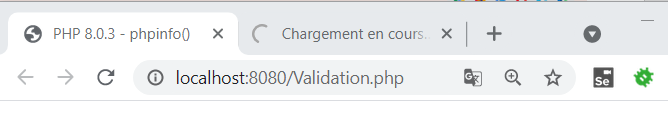 PHP 8.0.3 - phpinfo()
Chargement en cours..
localhost:8080/Validation.php
Se